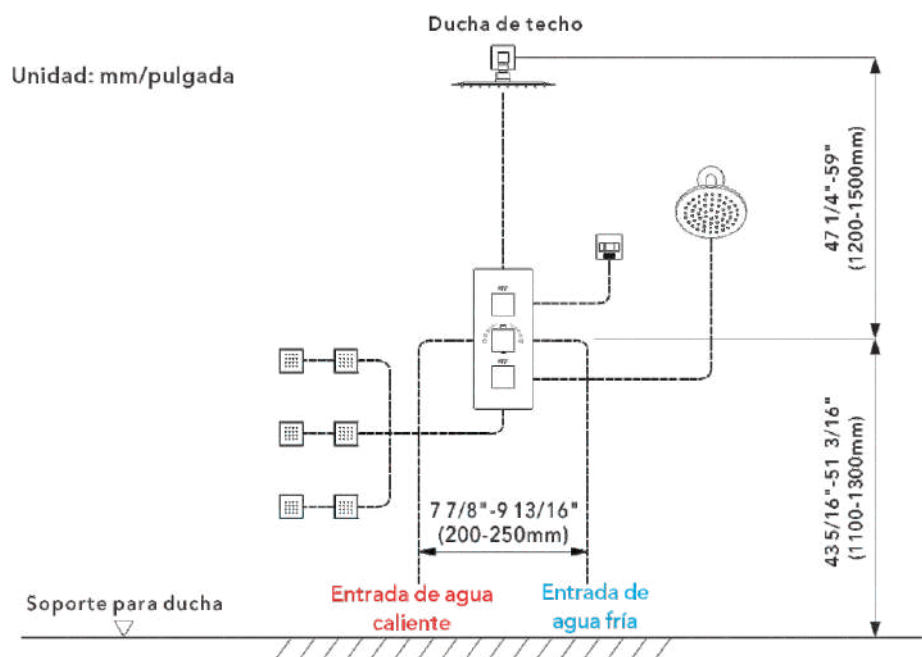 Ducha de techo
Unidad: mm/pulgada
47 1/4"-59"
(1200-1500mm)
43 5/16"-51 3/16"
(1100-1300mm)
7 7/8"-9 13/16"
(200-250mm)
Entrada de agua
caliente
Entrada de
agua fría
Soporte para ducha